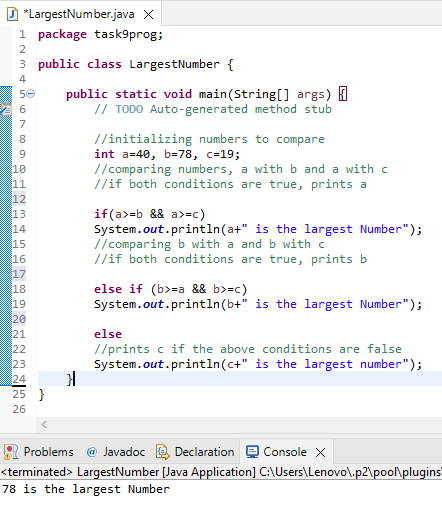 *LargestNumber.java
1 package task9prog;
2
3 public class LargestNumber {
4
5 public static void main(String[] args) {
6 // TODO Auto-generated method stub
7
8 //initializing numbers to compare
9 int a=40, b=78, c=19;
10 //comparing numbers, a with b and a with c
11 //if both conditions are true, prints a
12
13 if(a>=b && a>=c)
14 System.out.println(a+" is the largest Number");
15 //comparing b with a and b with c
16 //if both conditions are true, prints b
17
18 else if (b>=a && b>=c)
19 System.out.println(b+" is the largest Number");
20
21 else
22 //prints c if the above conditions are false
23 System.out.println(c+" is the largest number");
24 }
25 }
26
Problems @ Javadoc Declaration Console
<terminated> LargestNumber [Java Application] C:\Users\Lenovo\.p2\pool\plugins\
78 is the largest Number